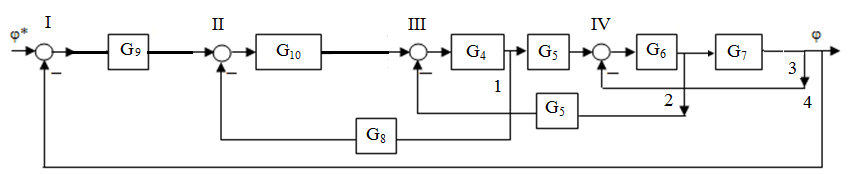 I II III IV
φ* G9 G10 G4 G5 G6 G7 φ
1 2 3
G5 4
G8